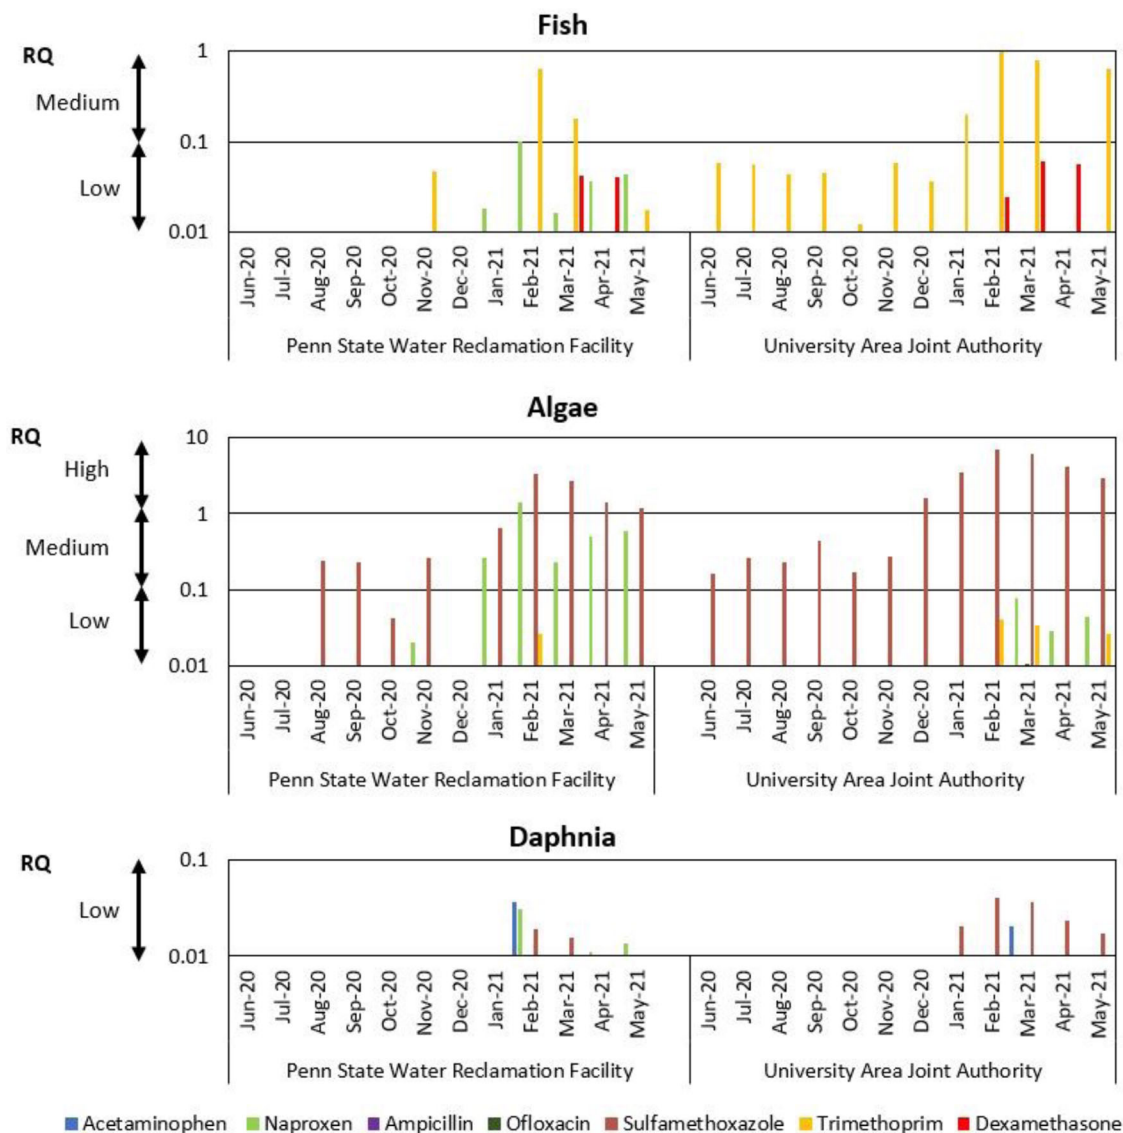 Fish
RQ
1
Medium
0.1
Low
0.01
Jun-20 Jul-20 Aug-20 Sep-20 Oct-20 Nov-20 Dec-20 Jan-21 Feb-21 Mar-21 Apr-21 May-21 Jun-20 Jul-20 Aug-20 Sep-20 Oct-20 Nov-20 Dec-20 Jan-21 Feb-21 Mar-21 Apr-21 May-21
Penn State Water Reclamation Facility University Area Joint Authority
Algae
RQ
10
High
1
Medium
0.1
Low
0.01
Jun-20 Jul-20 Aug-20 Sep-20 Oct-20 Nov-20 Dec-20 Jan-21 Feb-21 Mar-21 Apr-21 May-21 Jun-20 Jul-20 Aug-20 Sep-20 Oct-20 Nov-20 Dec-20 Jan-21 Feb-21 Mar-21 Apr-21 May-21
Penn State Water Reclamation Facility University Area Joint Authority
Daphnia
RQ
0.1
Low
0.01
Jun-20 Jul-20 Aug-20 Sep-20 Oct-20 Nov-20 Dec-20 Jan-21 Feb-21 Mar-21 Apr-21 May-21 Jun-20 Jul-20 Aug-20 Sep-20 Oct-20 Nov-20 Dec-20 Jan-21 Feb-21 Mar-21 Apr-21 May-21
Penn State Water Reclamation Facility University Area Joint Authority
Acetaminophen Naproxen Ampicillin Ofloxacin Sulfamethoxazole Trimethoprim Dexamethasone